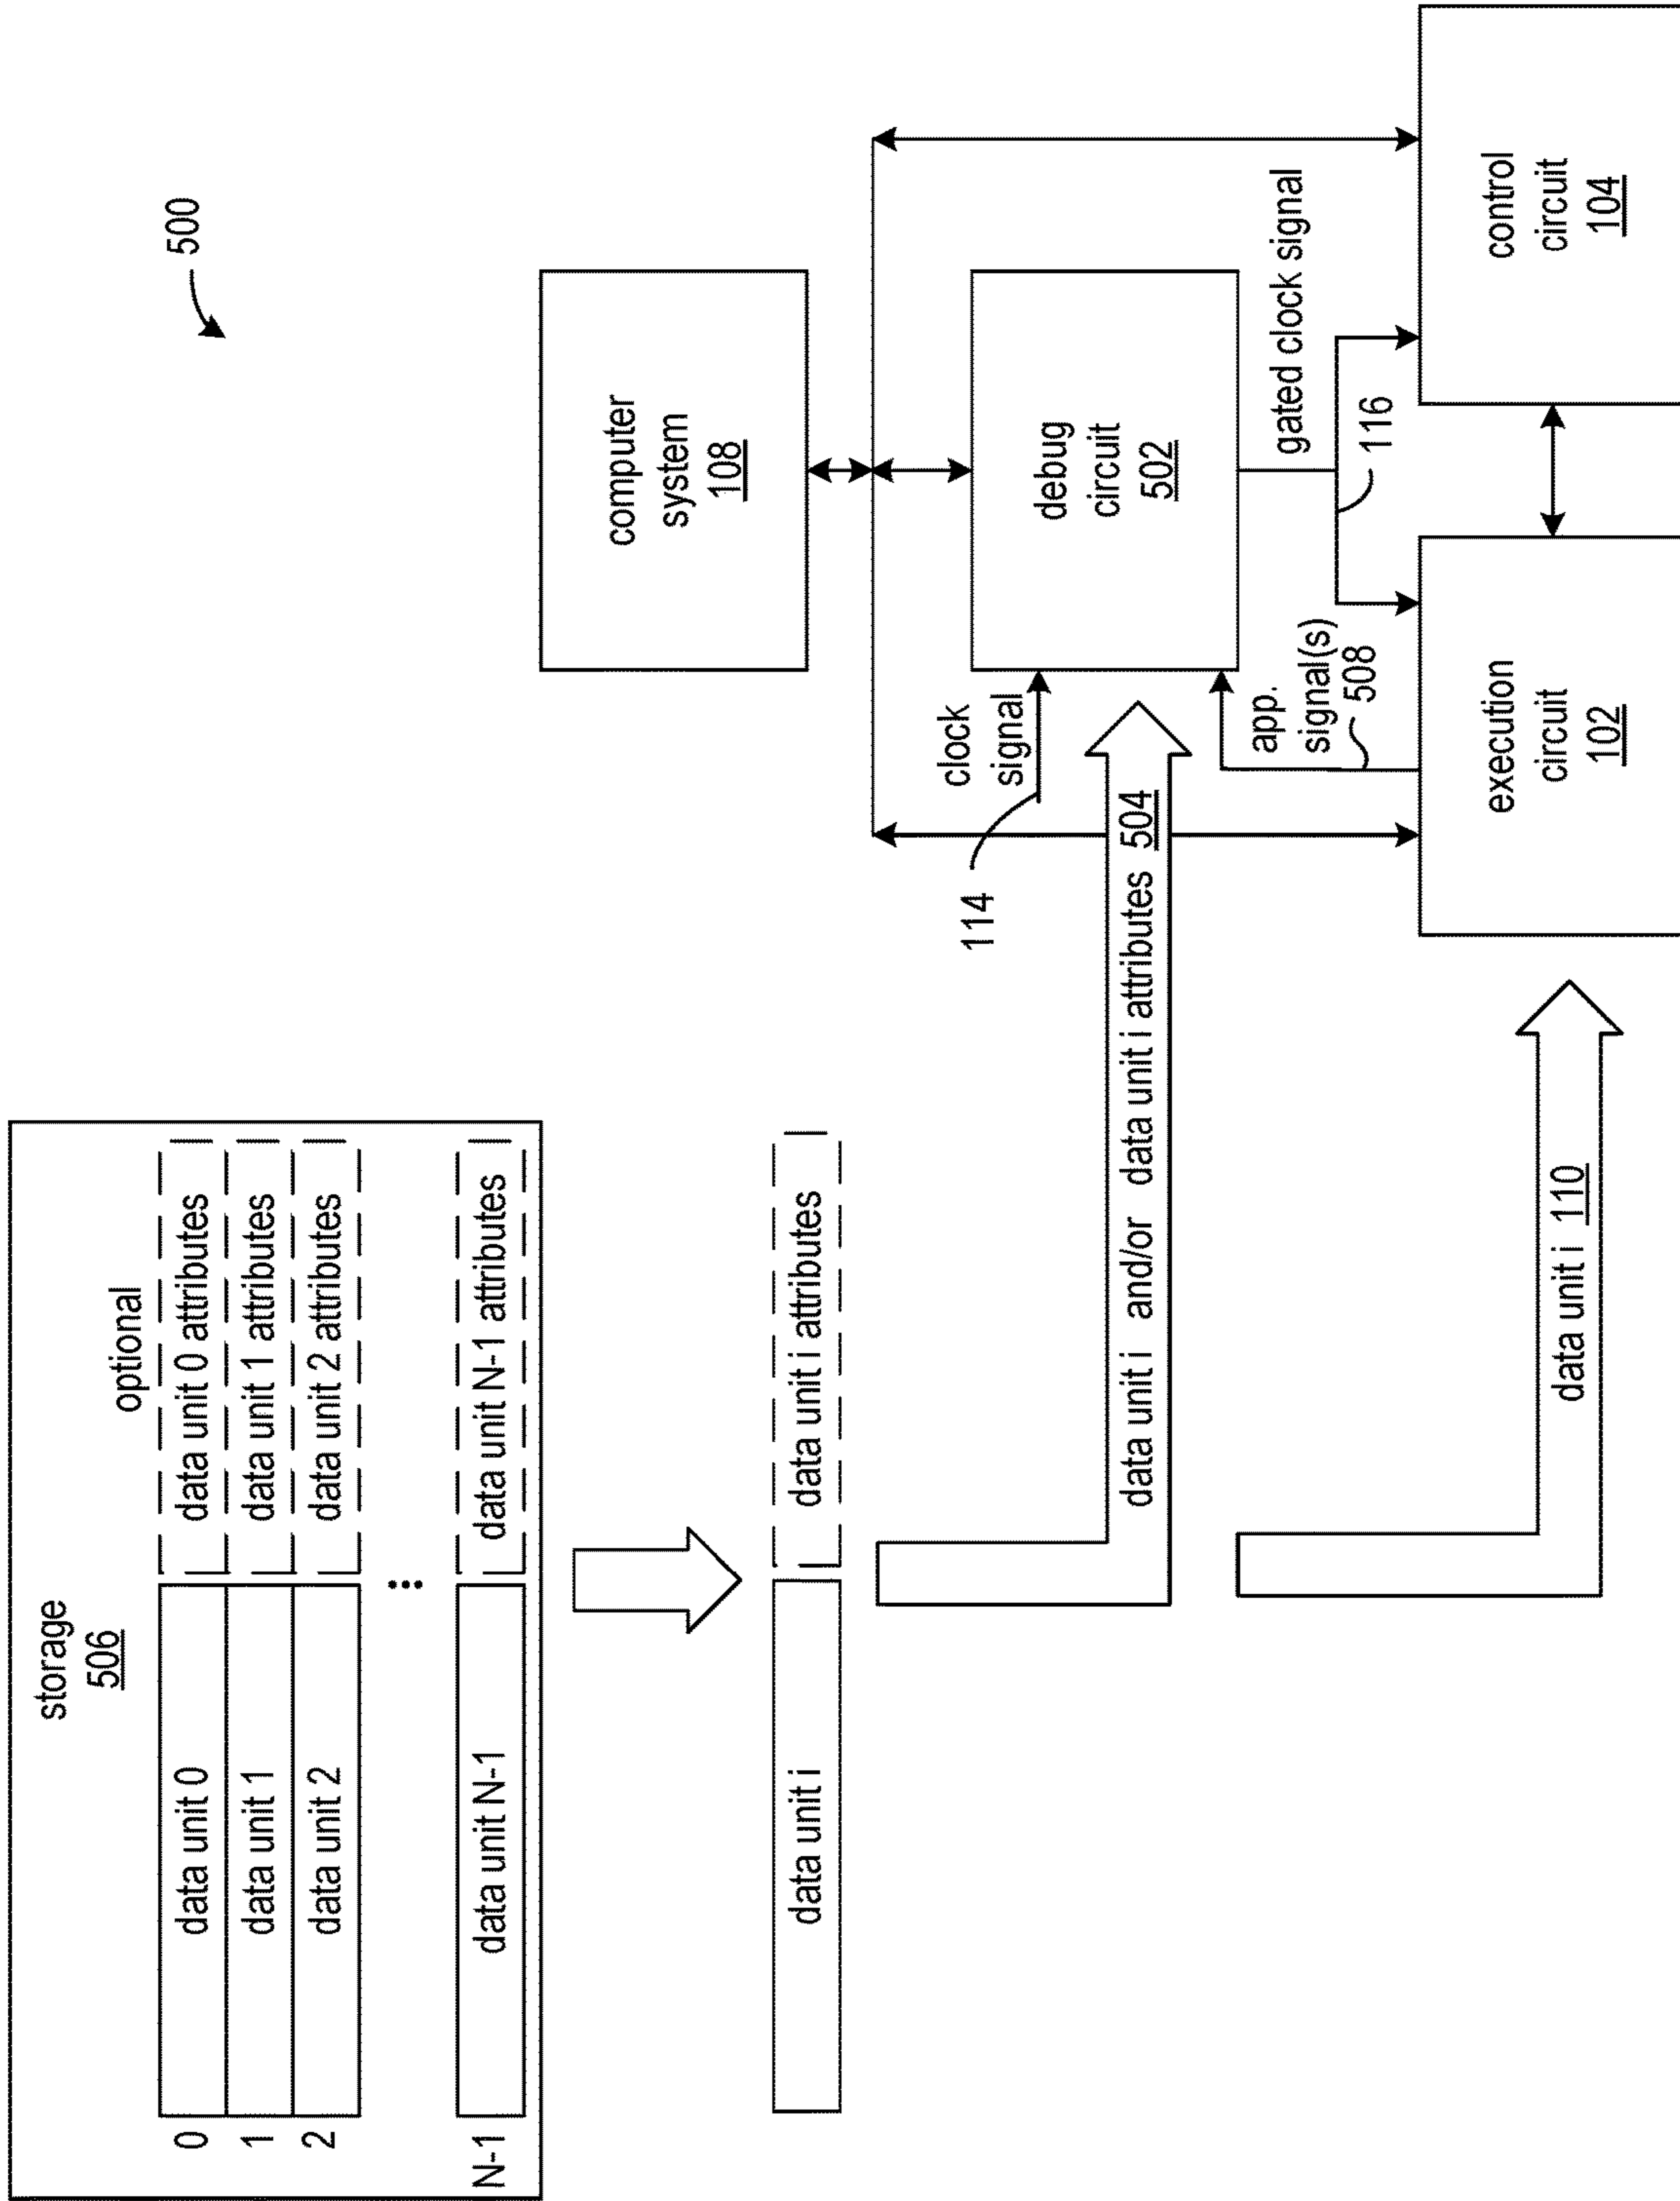 500
storage
506
optional
0
data unit 0
data unit 0 attributes
1
data unit 1
data unit 1 attributes
2
data unit 2
data unit 2 attributes
...
N-1
data unit N-1
data unit N-1 attributes
data unit i
data unit i attributes
computer
system
108
clock
signal
114
debug
circuit
502
data unit i and/or data unit i attributes 504
app.
signal(s)
508
gated clock signal
116
data unit i 110
execution
circuit
102
control
circuit
104